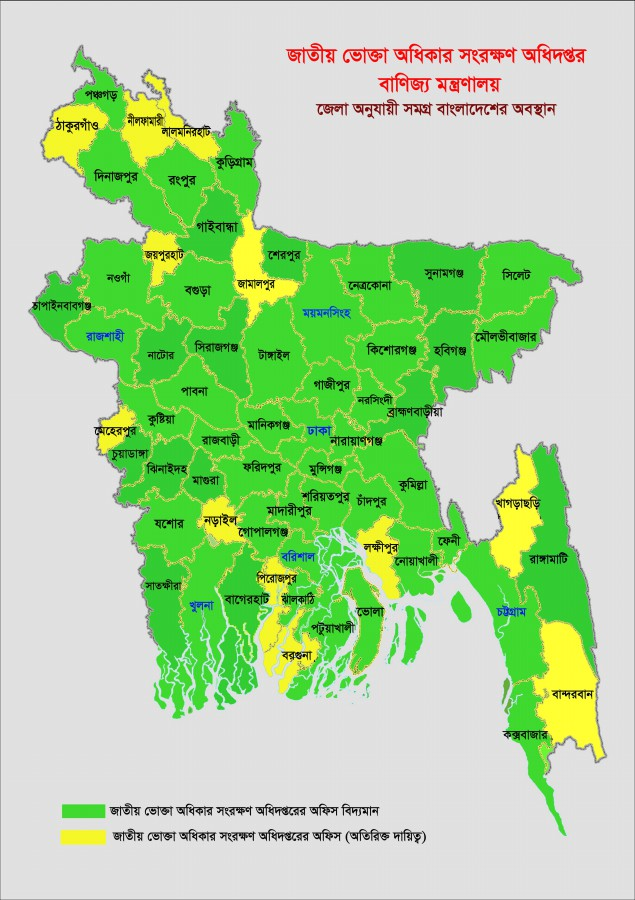 জাতীয় ভোক্তা অধিকার সংরক্ষণ অধিদপ্তর
বাণিজ্য মন্ত্রণালয়
জেলা অনুযায়ী সমগ্র বাংলাদেশের অবস্থান
পঞ্চগড়
ঠাকুরগাঁও
নীলফামারী
লালমনিরহাট
কুড়িগ্রাম
দিনাজপুর
রংপুর
গাইবান্ধা
জয়পুরহাট
শেরপুর
নওগাঁ
বগুড়া
জামালপুর
নেত্রকোনা
সুনামগঞ্জ
সিলেট
চাপাইনবাবগঞ্জ
ময়মনসিংহ
রাজশাহী
নাটোর
সিরাজগঞ্জ
টাঙ্গাইল
কিশোরগঞ্জ
হবিগঞ্জ
মৌলভীবাজার
পাবনা
গাজীপুর
নরসিংদী
ব্রাহ্মণবাড়ীয়া
মেহেরপুর
কুষ্টিয়া
রাজবাড়ী
মানিকগঞ্জ
ঢাকা
নারায়ণগঞ্জ
চুয়াডাঙ্গা
ঝিনাইদহ
মাগুরা
ফরিদপুর
মুন্সিগঞ্জ
কুমিল্লা
শরিয়তপুর
চাঁদপুর
খাগড়াছড়ি
যশোর
নড়াইল
মাদারীপুর
গোপালগঞ্জ
লক্ষীপুর
নোয়াখালী
ফেনী
রাঙ্গামাটি
বরিশাল
পিরোজপুর
সাতক্ষীরা
খুলনা
বাগেরহাট
ঝালকাঠি
ভোলা
চট্টগ্রাম
পটুয়াখালী
বরগুনা
বান্দরবান
কক্সবাজার
জাতীয় ভোক্তা অধিকার সংরক্ষণ অধিদপ্তরের অফিস বিদ্যমান
জাতীয় ভোক্তা অধিকার সংরক্ষণ অধিদপ্তরের অফিস (অতিরিক্ত দায়িত্ব)